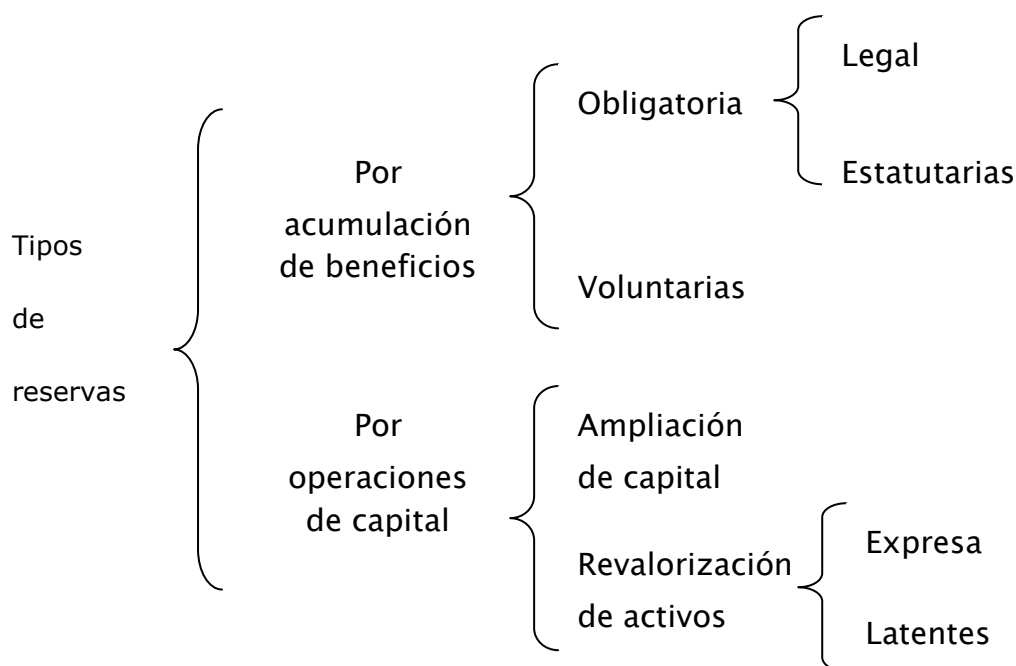 Tipos
de
reservas
Por
acumulación
de beneficios
Obligatoria
Legal
Estatutarias
Voluntarias
Por
operaciones
de capital
Ampliación
de capital
Revalorización
de activos
Expresa
Latentes